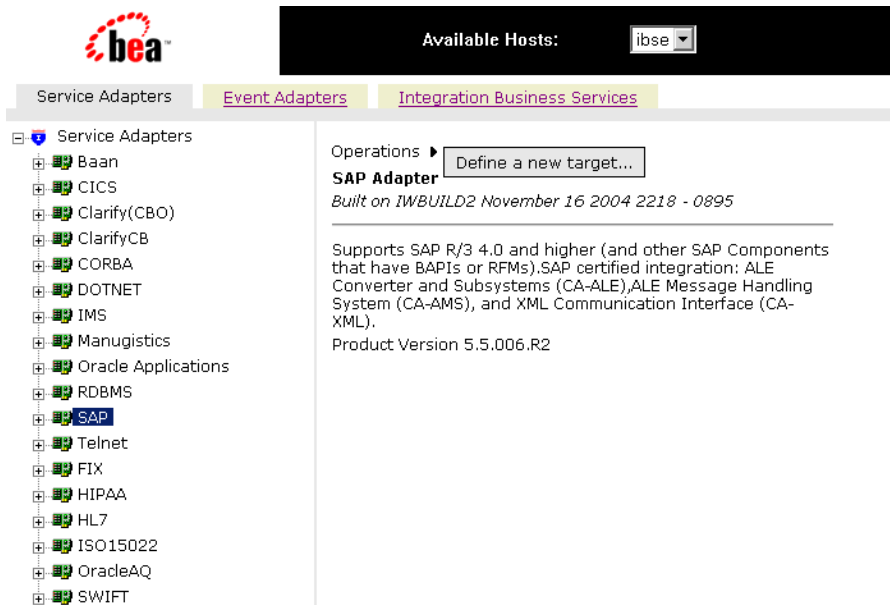 bea
Available Hosts:
ibse
Service Adapters
Event Adapters
Integration Business Services
Service Adapters
Baan
CICS
Clarify(CBO)
ClarifyCB
CORBA
DOTNET
IMS
Manugistics
Oracle Applications
RDBMS
SAP
Telnet
FIX
HIPAA
HL7
ISO15022
OracleAQ
SWIFT
Operations
Define a new target...
SAP Adapter
Built on IWBUILD2 November 16 2004 2218 - 0895
Supports SAP R/3 4.0 and higher (and other SAP Components
that have BAPIs or RFMs).SAP certified integration: ALE
Converter and Subsystems (CA-ALE),ALE Message Handling
System (CA-AMS), and XML Communication Interface (CA-
XML).
Product Version 5.5.006.R2